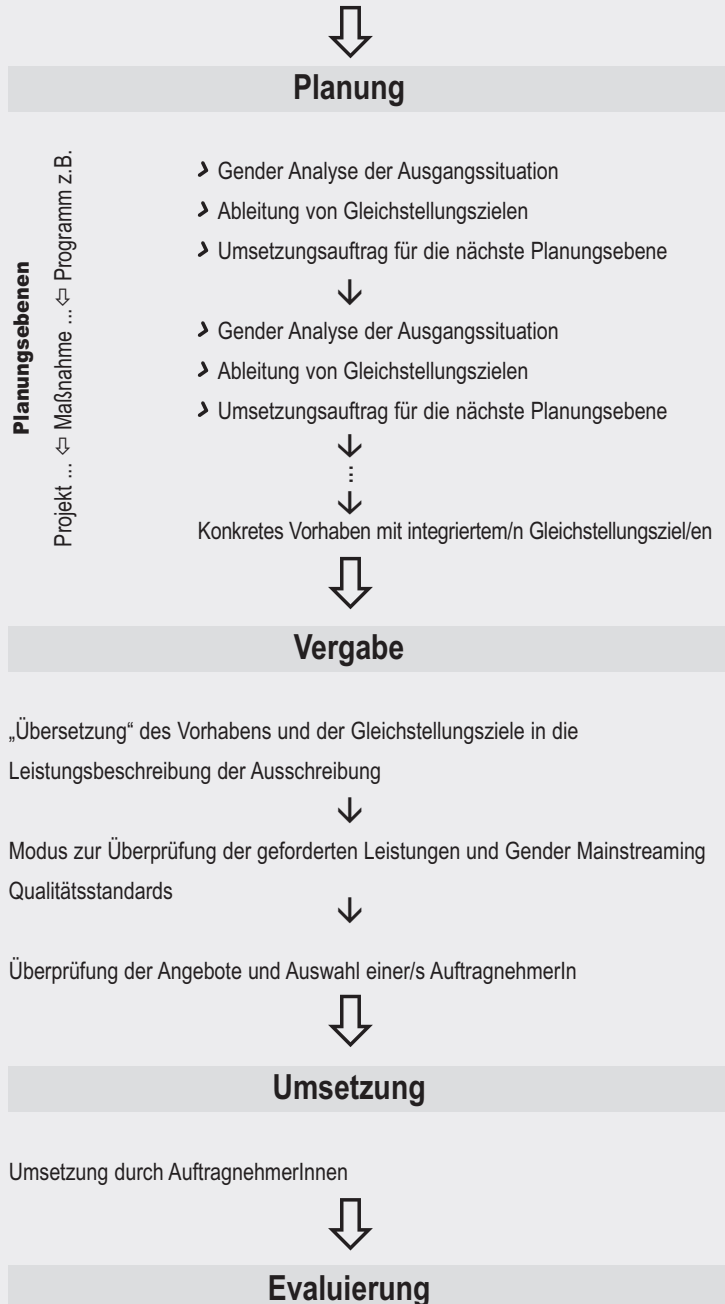 Planung
Planungsebenen
Projekt ... ⇦ Maßnahme ...⇦ Programm z.B.
Gender Analyse der Ausgangssituation
Ableitung von Gleichstellungszielen
Umsetzungsauftrag für die nächste Planungsebene
Gender Analyse der Ausgangssituation
Ableitung von Gleichstellungszielen
Umsetzungsauftrag für die nächste Planungsebene
...
Konkretes Vorhaben mit integriertem/n Gleichstellungsziel/en
Vergabe
„Übersetzung“ des Vorhabens und der Gleichstellungsziele in die
Leistungsbeschreibung der Ausschreibung
Modus zur Überprüfung der geforderten Leistungen und Gender Mainstreaming
Qualitätsstandards
Überprüfung der Angebote und Auswahl einer/s AuftragnehmerIn
Umsetzung
Umsetzung durch AuftragnehmerInnen
Evaluierung